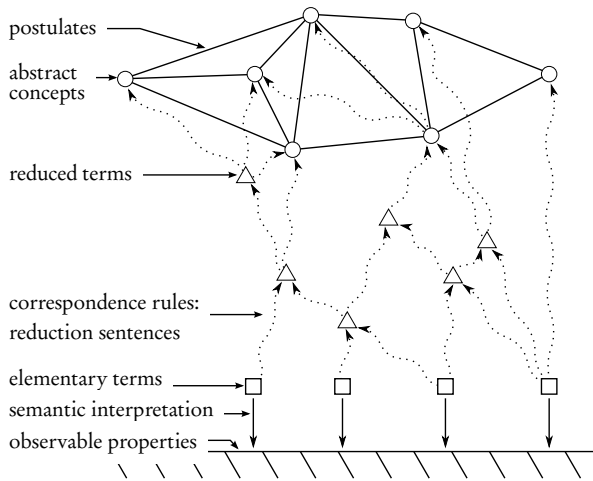 postulates
abstract
concepts
reduced terms
correspondence rules:
reduction sentences
elementary terms
semantic interpretation
observable properties